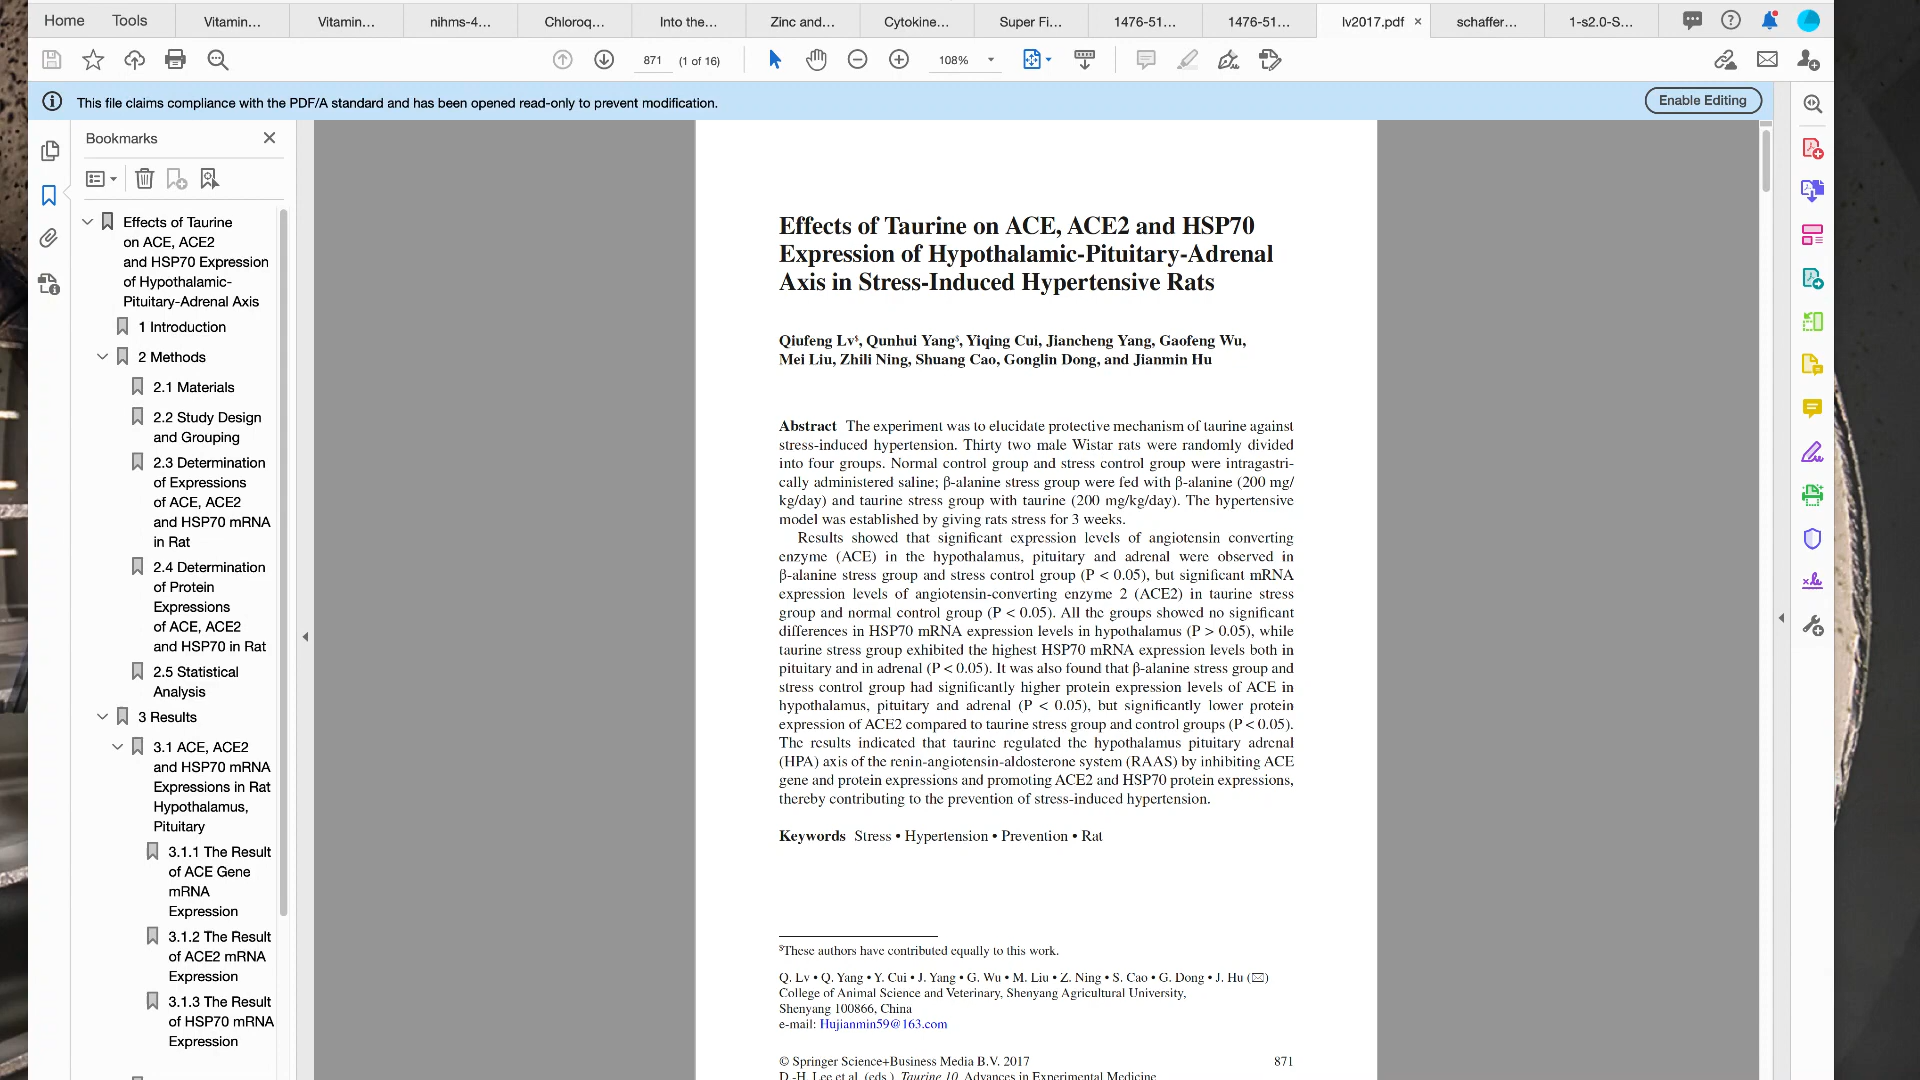 Home
Tools
Vitamin...
Vitamin...
nihms-4...
Chloroq...
Into the...
Zinc and...
Cytokine...
Super Fi...
1476-51...
1476-51...
lv2017.pdf
schaffer...
1-s2.0-S...
871
(1 of 16)
108%
This file claims compliance with the PDF/A standard and has been opened read-only to prevent modification.
Enable Editing
Bookmarks
Effects of Taurine
on ACE, ACE2
and HSP70 Expression
of Hypothalamic-
Pituitary-Adrenal Axis
1 Introduction
2 Methods
2.1 Materials
2.2 Study Design
and Grouping
2.3 Determination
of Expressions
of ACE, ACE2
and HSP70 mRNA
in Rat
2.4 Determination
of Protein
Expressions
of ACE, ACE2
and HSP70 in Rat
2.5 Statistical
Analysis
3 Results
3.1 ACE, ACE2
and HSP70 mRNA
Expressions in Rat
Hypothalamus,
Pituitary
3.1.1 The Result
of ACE Gene
mRNA
Expression
3.1.2 The Result
of ACE2 mRNA
Expression
3.1.3 The Result
of HSP70 mRNA
Expression
Effects of Taurine on ACE, ACE2 and HSP70
Expression of Hypothalamic-Pituitary-Adrenal
Axis in Stress-Induced Hypertensive Rats
Qiufeng Lv$, Qunhui Yang$, Yiqing Cui, Jiancheng Yang, Gaofeng Wu,
Mei Liu, Zhili Ning, Shuang Cao, Gonglin Dong, and Jianmin Hu
Abstract The experiment was to elucidate protective mechanism of taurine against
stress-induced hypertension. Thirty two male Wistar rats were randomly divided
into four groups. Normal control group and stress control group were intragastri-
cally administered saline; β-alanine stress group were fed with β-alanine (200 mg/
kg/day) and taurine stress group with taurine (200 mg/kg/day). The hypertensive
model was established by giving rats stress for 3 weeks.
Results showed that significant expression levels of angiotensin converting
enzyme (ACE) in the hypothalamus, pituitary and adrenal were observed in
β-alanine stress group and stress control group (P < 0.05), but significant mRNA
expression levels of angiotensin-converting enzyme 2 (ACE2) in taurine stress
group and normal control group (P < 0.05). All the groups showed no significant
differences in HSP70 mRNA expression levels in hypothalamus (P > 0.05), while
taurine stress group exhibited the highest HSP70 mRNA expression levels both in
pituitary and in adrenal (P < 0.05). It was also found that β-alanine stress group and
stress control group had significantly higher protein expression levels of ACE in
hypothalamus, pituitary and adrenal (P < 0.05), but significantly lower protein
expression of ACE2 compared to taurine stress group and control groups (P < 0.05).
The results indicated that taurine regulated the hypothalamus pituitary adrenal
(HPA) axis of the renin-angiotensin-aldosterone system (RAAS) by inhibiting ACE
gene and protein expressions and promoting ACE2 and HSP70 protein expressions,
thereby contributing to the prevention of stress-induced hypertension.
Keywords Stress • Hypertension • Prevention • Rat
$These authors have contributed equally to this work.
Q. Lv • Q. Yang • Y. Cui • J. Yang • G. Wu • M. Liu • Z. Ning • S. Cao • G. Dong • J. Hu (✉)
College of Animal Science and Veterinary, Shenyang Agricultural University,
Shenyang 100866, China
e-mail: Hujianmin59@163.com
© Springer Science+Business Media B.V. 2017
871
D.-H. Lee et al. (eds.), Taurine 10, Advances in Experimental Medicine